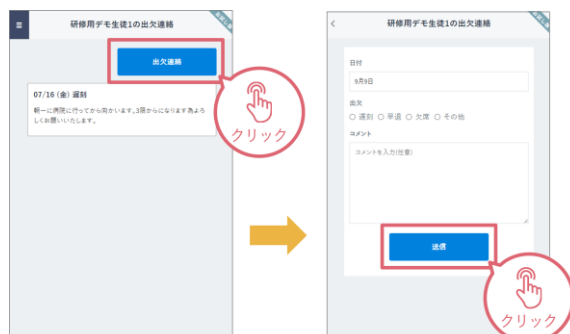 ≡ 研修用デモ生徒1の出欠連絡
出欠連絡
07/16 (金) 遅刻
朝一に病院に行ってから向かいます。3限からになります為よろ
しくお願いいたします。
クリック
< 研修用デモ生徒1の出欠連絡
日付
9月9日
出欠
○ 遅刻 ○ 早退 ○ 欠席 ○ その他
コメント
コメントを入力(任意)
送信
クリック